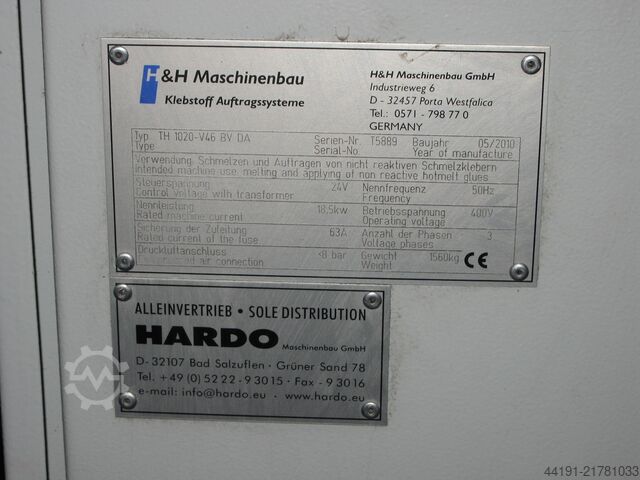 H&H Maschinenbau
Klebstoff Auftragssysteme
H&H Maschinenbau GmbH
Industrieweg 6
D - 32457 Porta Westfalica
Tel.: 0571 - 798 77 0
GERMANY
Typ TH 1020-V46 BV DA Serien-Nr. T5889 Baujahr 05/2010
Type Serial-No. Year of manufacture
Verwendung: Schmelzen und Auftragen von nicht reaktiven Schmelzklebern
intended machine use, melting and applying of non reactive hotmelt glues
Steuerspannung 24V Nennfrequenz 50Hz
Control voltage with transformer Frequency
Nennleistung 18,5kw Betriebsspannung 400V
Rated machine current Operating voltage
Sicherung der Zuleitung 63A Anzahl der Phasen 3
Rated current of the fuse Voltage phases
Druckluftanschluss <8 bar Gewicht 1560kg CE
air connection Weight
ALLEINVERTRIEB • SOLE DISTRIBUTION
HARDO Maschinenbau GmbH
D- 32107 Bad Salzuflen · Grüner Sand 78
Tel. +49 (0) 52 22 - 9 30 15 · Fax - 9 30 16
e-mail: info@hardo.eu · www.hardo.eu
44191-21781033